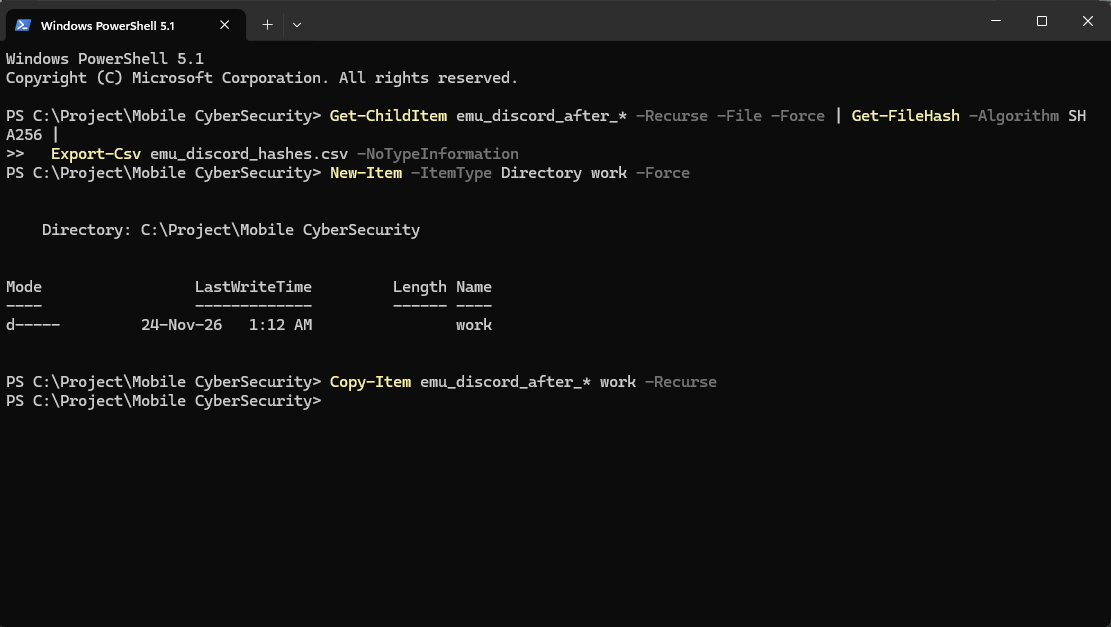 Windows PowerShell 5.1
Windows PowerShell 5.1
Copyright (C) Microsoft Corporation. All rights reserved.
PS C:\Project\Mobile CyberSecurity> Get-ChildItem emu_discord_after_* -Recurse -File -Force | Get-FileHash -Algorithm SH
A256 |
>>   Export-Csv emu_discord_hashes.csv -NoTypeInformation
PS C:\Project\Mobile CyberSecurity> New-Item -ItemType Directory work -Force
    Directory: C:\Project\Mobile CyberSecurity
Mode                 LastWriteTime         Length Name
----                 -------------         ------ ----
d-----         24-Nov-26   1:12 AM                work
PS C:\Project\Mobile CyberSecurity> Copy-Item emu_discord_after_* work -Recurse
PS C:\Project\Mobile CyberSecurity>